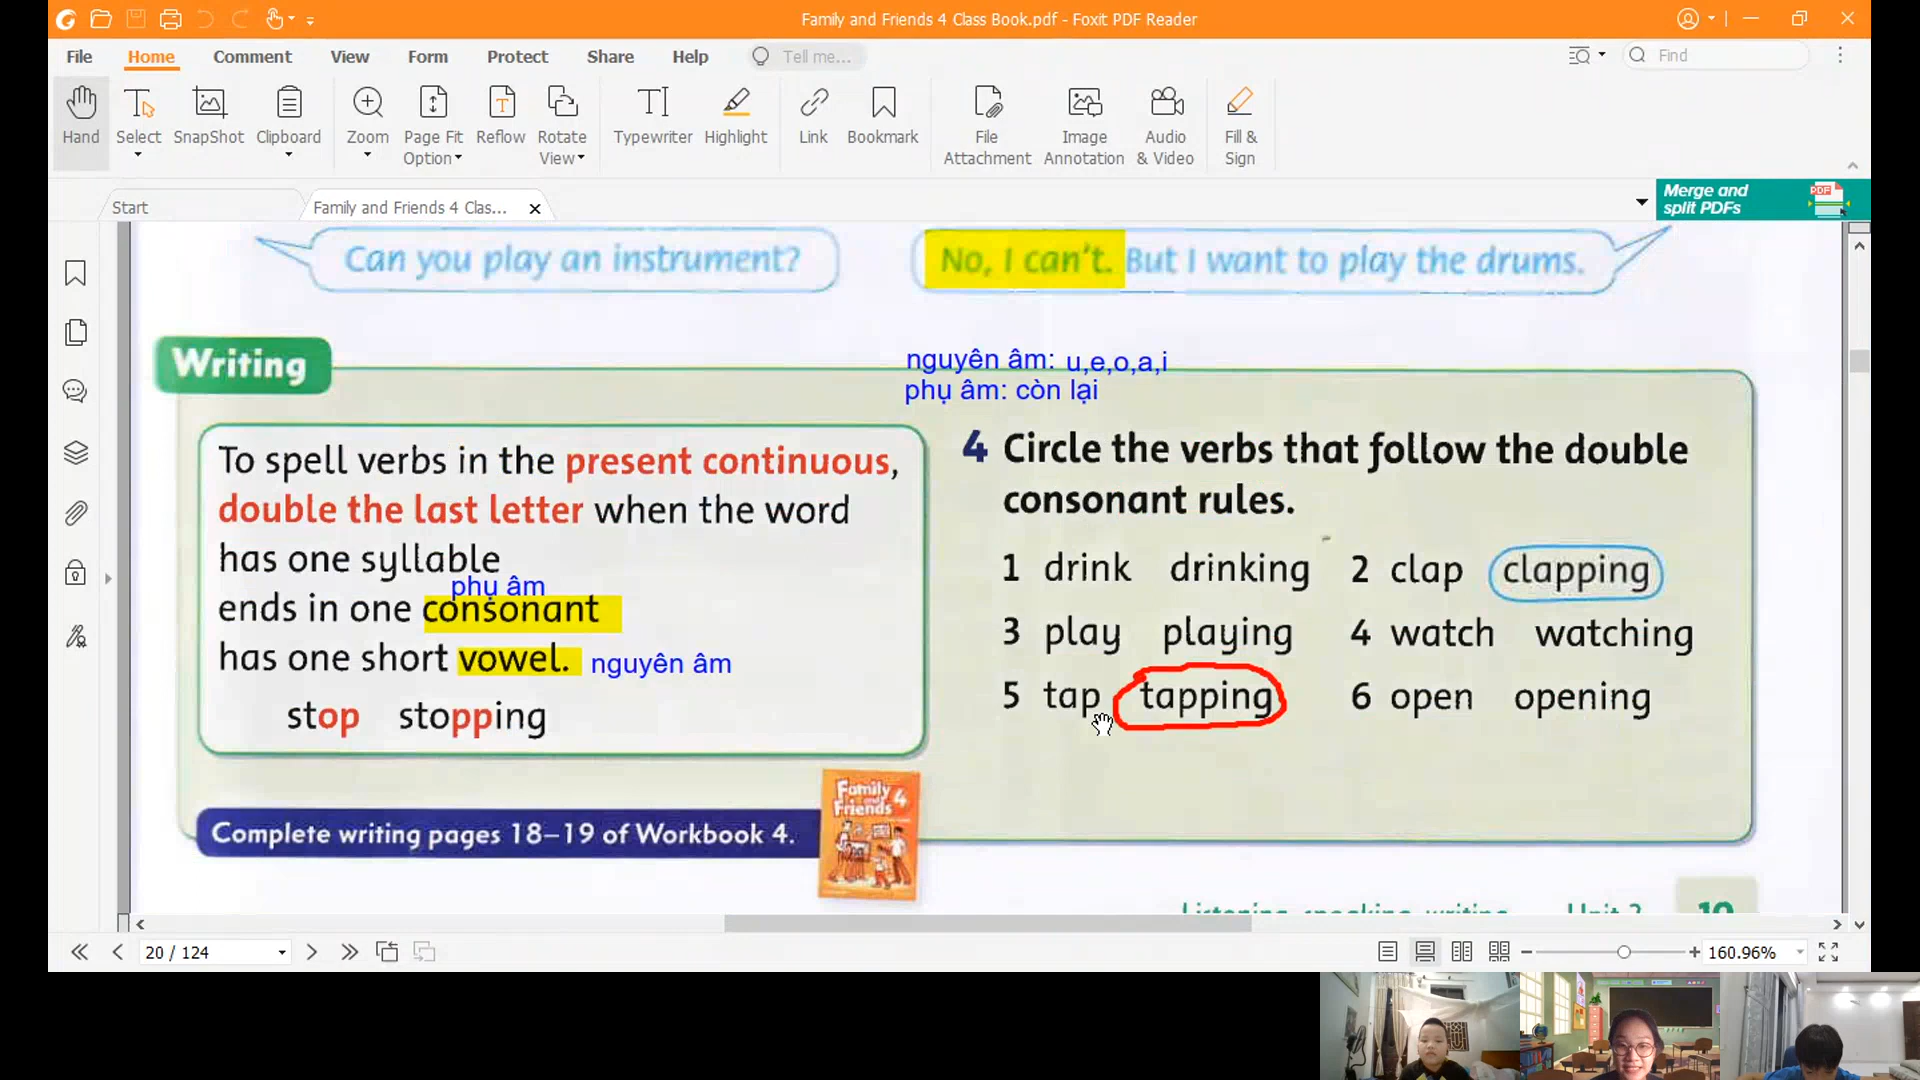 Family and Friends 4 Class Book.pdf - Foxit PDF Reader
File Home Comment View Form Protect Share Help Tell me... Find
Hand Select SnapShot Clipboard Zoom Page Fit Option Reflow Rotate View Typewriter Highlight Link Bookmark File Attachment Image Annotation Audio & Video Fill & Sign
Start Family and Friends 4 Clas...
Merge and split PDFs
Can you play an instrument?
No, I can't. But I want to play the drums.
Writing
nguyên âm: u,e,o,a,i
phụ âm: còn lại
To spell verbs in the present continuous,
double the last letter when the word
has one syllable
phụ âm
ends in one consonant
has one short vowel. nguyên âm
stop stopping
4 Circle the verbs that follow the double
consonant rules.
1 drink drinking 2 clap clapping
3 play playing 4 watch watching
5 tap tapping 6 open opening
Complete writing pages 18–19 of Workbook 4.
Family and Friends 4
20 / 124
160.96%